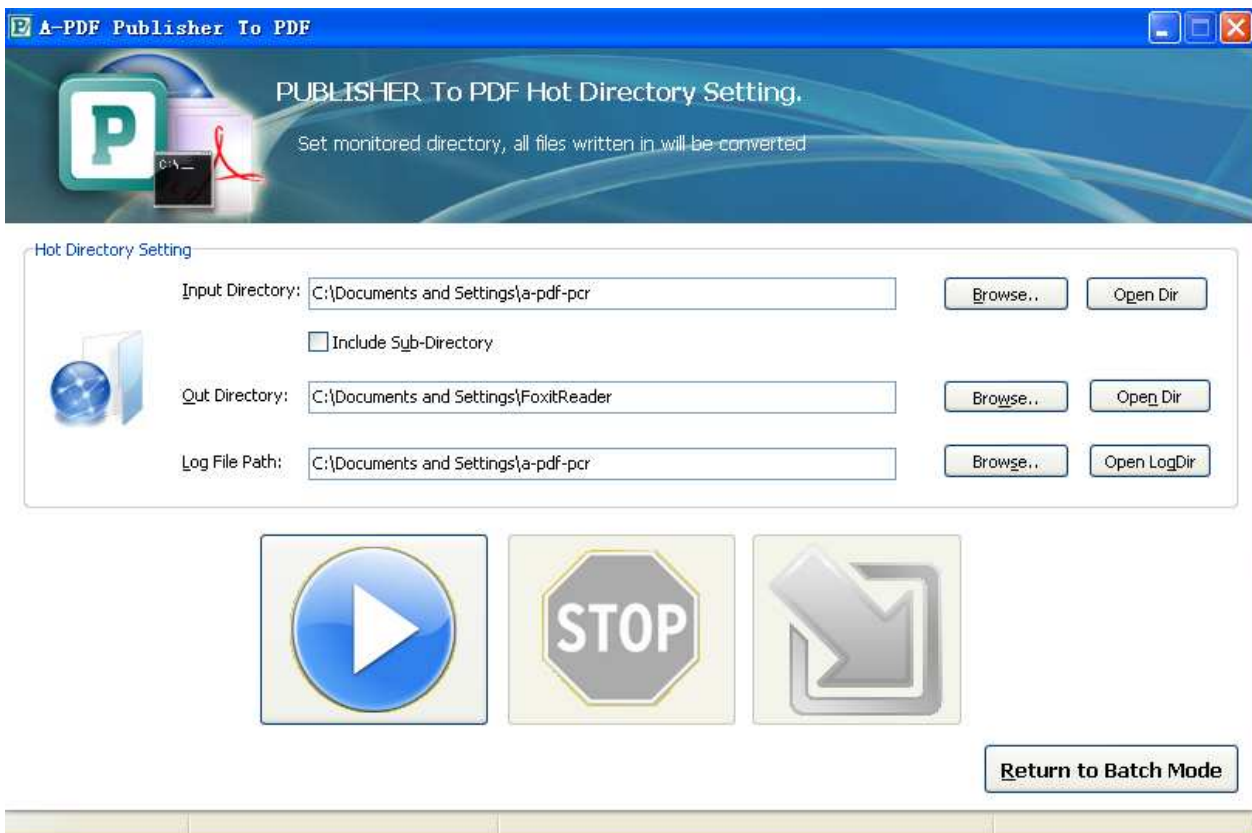 A-PDF Publisher To PDF
PUBLISHER To PDF Hot Directory Setting.
Set monitored directory, all files written in will be converted
P
C:\
Hot Directory Setting
Input Directory: C:\Documents and Settings\a-pdf-pcr Browse.. Open Dir
Include Sub-Directory
Out Directory: C:\Documents and Settings\FoxitReader Browse.. Open Dir
Log File Path: C:\Documents and Settings\a-pdf-pcr Browse.. Open LogDir
STOP
Return to Batch Mode